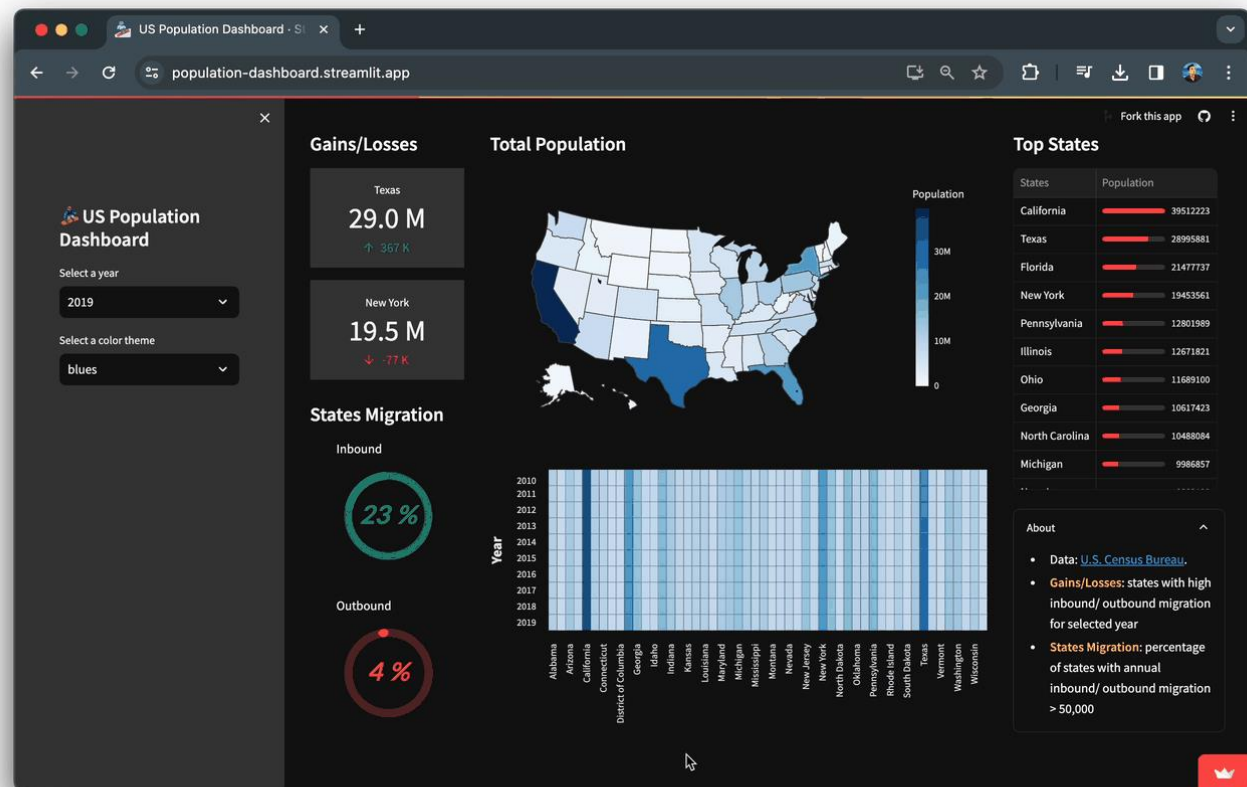 US Population Dashboard · St
population-dashboard.streamlit.app
Fork this app
US Population
Dashboard
Select a year
2019
Select a color theme
blues
Gains/Losses
Texas
29.0 M
↑ 367 K
New York
19.5 M
↓ -77 K
States Migration
Inbound
23 %
Outbound
4 %
Total Population
Population
30M
20M
10M
0
Year
2010
2011
2012
2013
2014
2015
2016
2017
2018
2019
Alabama
Arizona
California
Connecticut
District of Columbia
Georgia
Idaho
Indiana
Kansas
Louisiana
Maryland
Michigan
Mississippi
Montana
Nevada
New Jersey
New York
North Dakota
Oklahoma
Pennsylvania
Rhode Island
South Dakota
Texas
Vermont
Washington
Wisconsin
Top States
States Population
California 39512223
Texas 28995881
Florida 21477737
New York 19453561
Pennsylvania 12801989
Illinois 12671821
Ohio 11689100
Georgia 10617423
North Carolina 10488084
Michigan 9986857
About
• Data: U.S. Census Bureau.
• Gains/Losses: states with high
inbound/ outbound migration
for selected year
• States Migration: percentage
of states with annual
inbound/ outbound migration
> 50,000